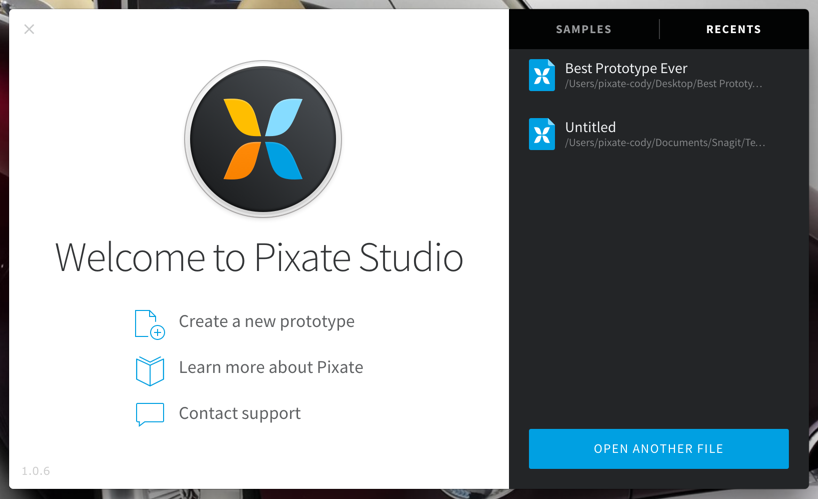 SAMPLES
RECENTS
Best Prototype Ever
/Users/pixate-cody/Desktop/Best Prototy...
Untitled
/Users/pixate-cody/Documents/Snagit/Te...
Welcome to Pixate Studio
Create a new prototype
Learn more about Pixate
Contact support
OPEN ANOTHER FILE
1.0.6